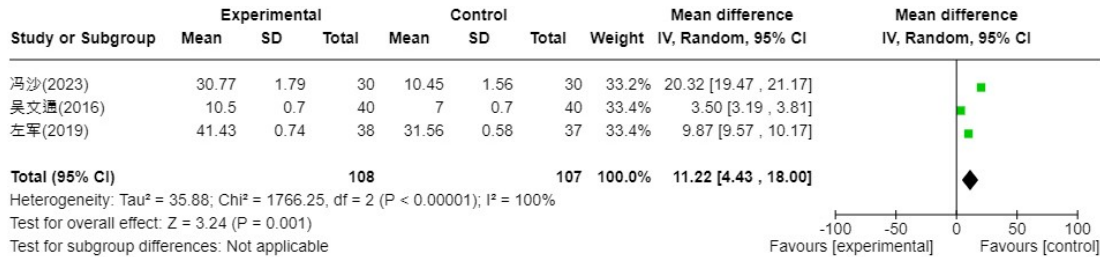 Experimental Control Mean difference Mean difference
Study or Subgroup Mean SD Total Mean SD Total Weight IV, Random, 95% CI IV, Random, 95% CI
冯沙(2023) 30.77 1.79 30 10.45 1.56 30 33.2% 20.32 [19.47 , 21.17]
吴文通(2016) 10.5 0.7 40 7 0.7 40 33.4% 3.50 [3.19 , 3.81]
左军(2019) 41.43 0.74 38 31.56 0.58 37 33.4% 9.87 [9.57 , 10.17]
Total (95% CI) 108 107 100.0% 11.22 [4.43 , 18.00]
Heterogeneity: Tau² = 35.88; Chi² = 1766.25, df = 2 (P < 0.00001); I² = 100%
Test for overall effect: Z = 3.24 (P = 0.001)
-100 -50 0 50 100
Test for subgroup differences: Not applicable
Favours [experimental] Favours [control]